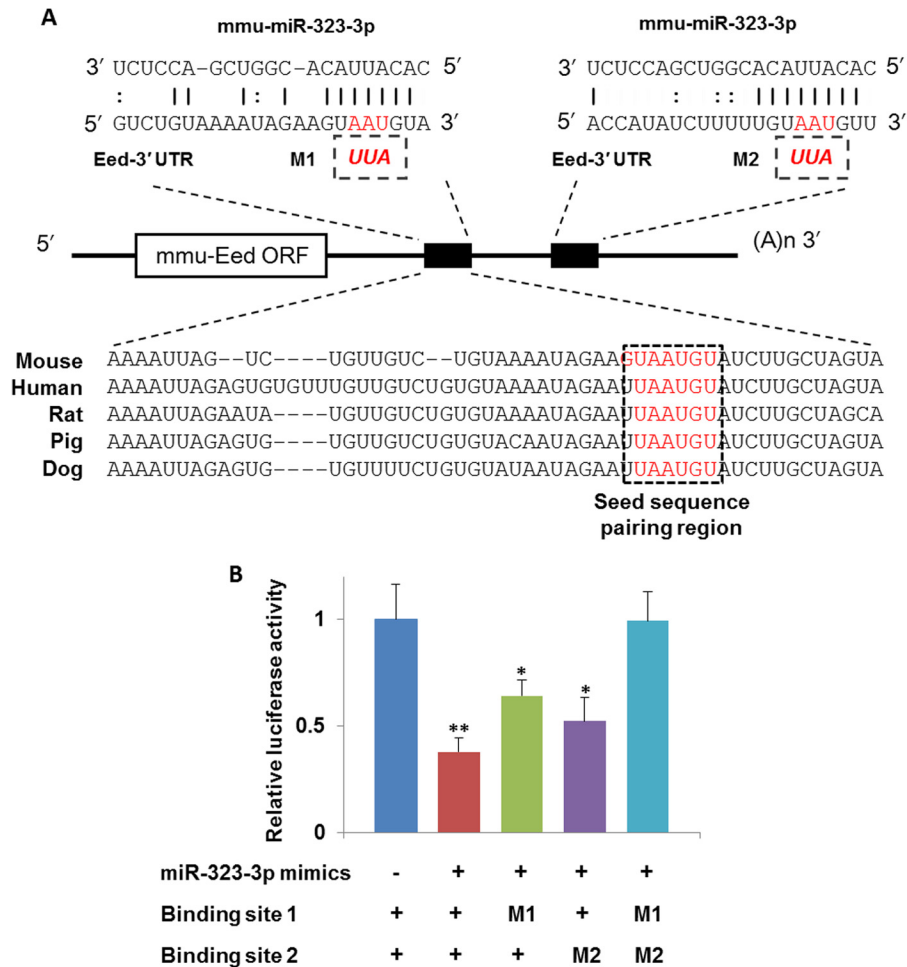 A
mmu-miR-323-3p mmu-miR-323-3p
3′ UCUCCA-GCUGGC-ACAUUACAC 5′ UCUCCAGCUGGCACAUUACAC 5′
3′
5′ GUCUGUAAAAUAGAAGUAAUGUA 3′ 5′ ACCAUAUCUUUUUGUAAUGUU 3′
Eed-3′ UTR M1 UUA Eed-3′ UTR M2 UUA
5′ mmu-Eed ORF (A)n 3′
Mouse AAAAUUAG--UC----UGUUGUC--UGUAAAAUAGAAGUAAUGUAUCUUGCUAGUA
Human AAAAUUAGAGUGUGUUUGUUGUCUGUGUAAAAUAGAAUUAAUGUAUCUUGCUAGUA
Rat AAAAUUAGAAUA----UGUUGUCUGUGUAAAAUAGAAUUAAUGUAUCUUGCUAGCA
Pig AAAAUUAGAGUG----UGUUGUCUGUGUACAAUAGAAUUAAUGUAUCUUGCUAGUA
Dog AAAAUUAGAGUG----UGUUUUCUGUGUAUAAUAGAAUUAAUGUAUCUUGCUAGUA
Seed sequence
pairing region
B
Relative luciferase activity
1
0.5
0
** * *
miR-323-3p mimics - + + + +
Binding site 1 + + M1 + M1
Binding site 2 + + + M2 M2